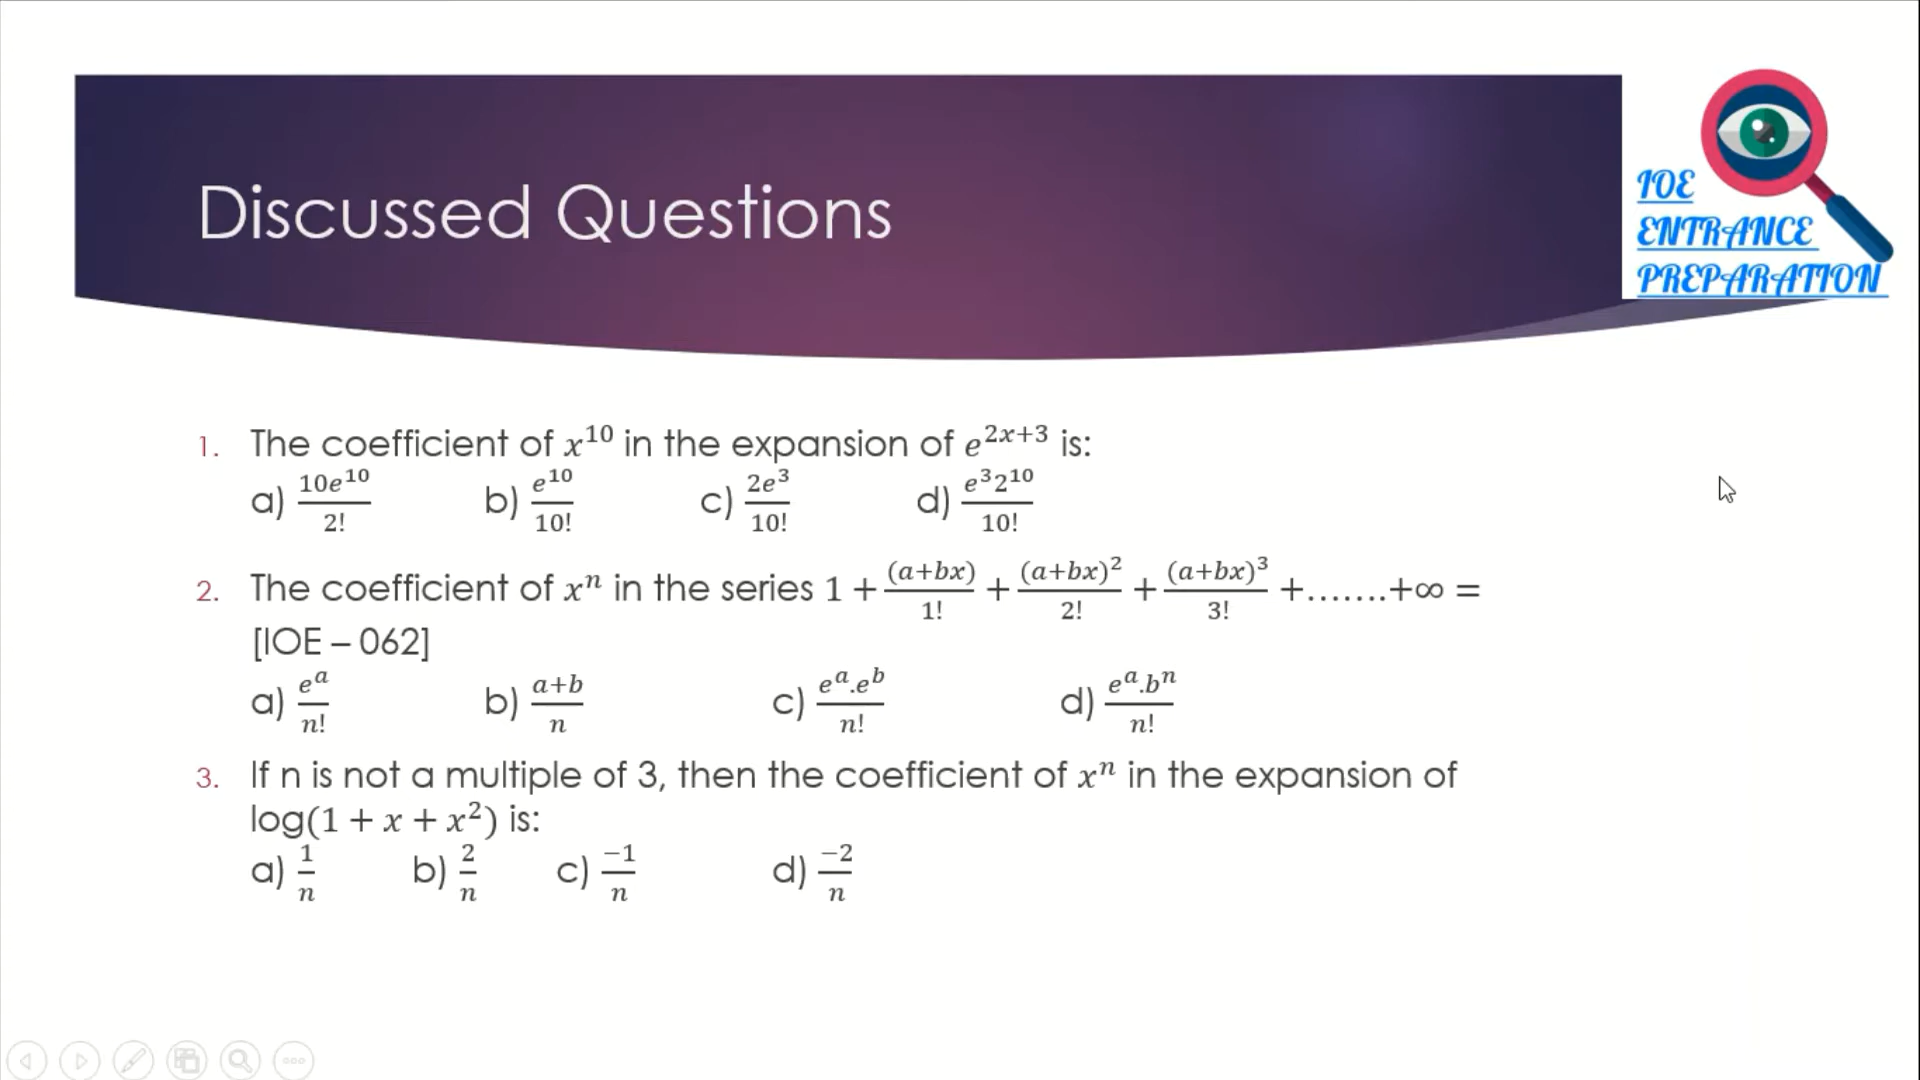 Discussed Questions
IOE
ENTRANCE
PREPARATION
1. The coefficient of x^10 in the expansion of e^(2x+3) is:
a) 10e^10/2! b) e^10/10! c) 2e^3/10! d) e^3 2^10/10!
2. The coefficient of x^n in the series 1 + (a+bx)/1! + (a+bx)^2/2! + (a+bx)^3/3! +.......+∞ =
[IOE – 062]
a) e^a/n! b) a+b/n c) e^a.e^b/n! d) e^a.b^n/n!
3. If n is not a multiple of 3, then the coefficient of x^n in the expansion of
log(1 + x + x^2) is:
a) 1/n b) 2/n c) −1/n d) −2/n